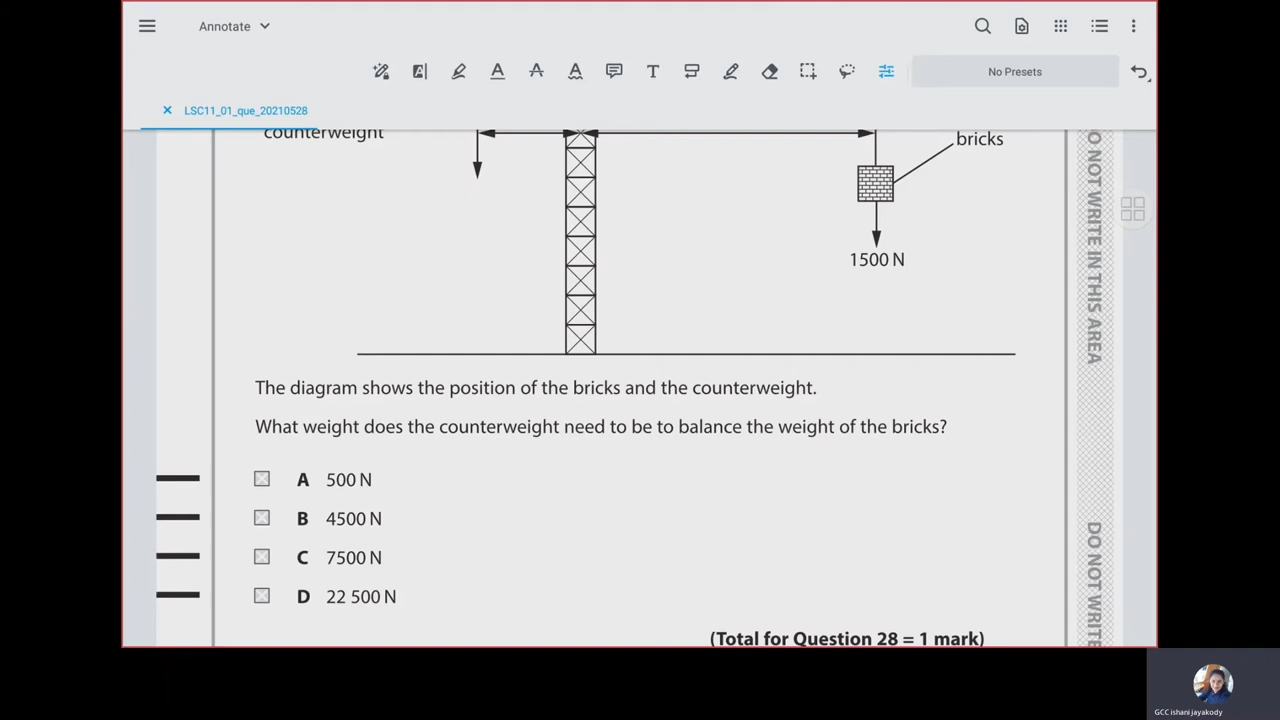 Annotate
No Presets
LSC11_01_que_20210528
counterweight
bricks
1500 N
The diagram shows the position of the bricks and the counterweight.
What weight does the counterweight need to be to balance the weight of the bricks?
A 500 N
B 4500 N
C 7500 N
D 22 500 N
(Total for Question 28 = 1 mark)
DO NOT WRITE IN THIS AREA
DO NOT WRITE
GCC ishani jayakody